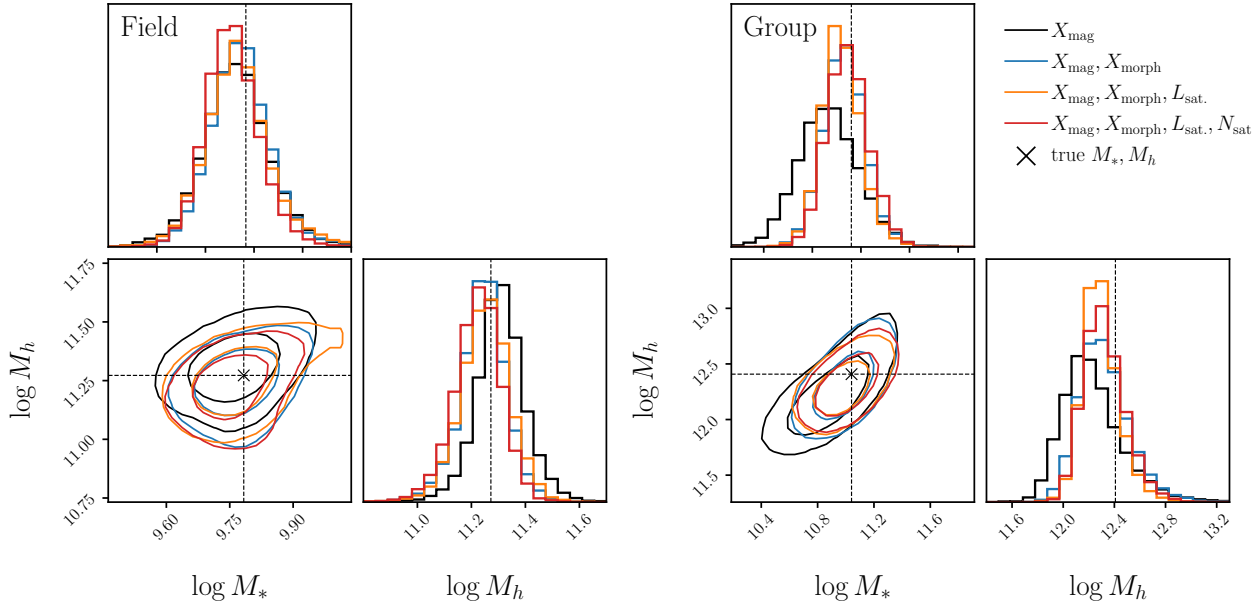 Field
Group
X_mag
X_mag, X_morph
X_mag, X_morph, L_sat.
X_mag, X_morph, L_sat., N_sat
true M_*, M_h
11.75
11.50
11.25
11.00
10.75
log M_h
9.60
9.75
9.90
log M_*
11.0
11.2
11.4
11.6
log M_h
13.0
12.5
12.0
11.5
log M_h
10.4
10.8
11.2
11.6
log M_*
11.6
12.0
12.4
12.8
13.2
log M_h